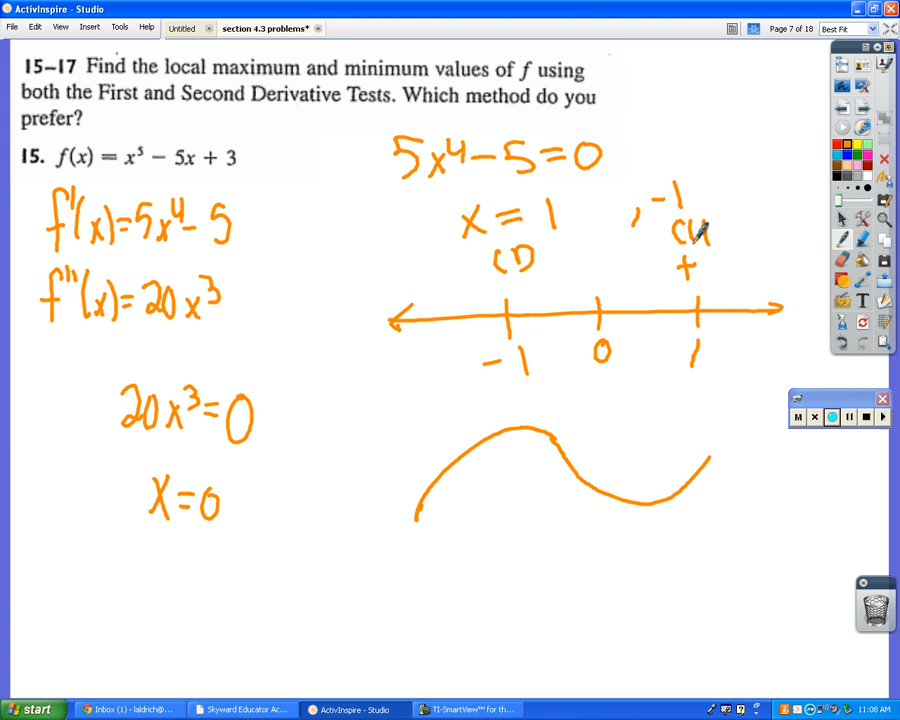 ActivInspire - Studio
File Edit View Insert Tools Help
Untitled section 4.3 problems* Page 7 of 18 Best Fit
15–17 Find the local maximum and minimum values of f using
both the First and Second Derivative Tests. Which method do you
prefer?
15. f(x) = x⁵ − 5x + 3
5x⁴ − 5 = 0
f'(x) = 5x⁴ − 5
x = 1 , −1
CD CU
+
f''(x) = 20x³
−1 0 1
20x³ = 0
x = 0
M
start Inbox (1) - laldrich@... Skyward Educator Ac... ActivInspire - Studio TI-SmartView™ for th... 11:08 AM